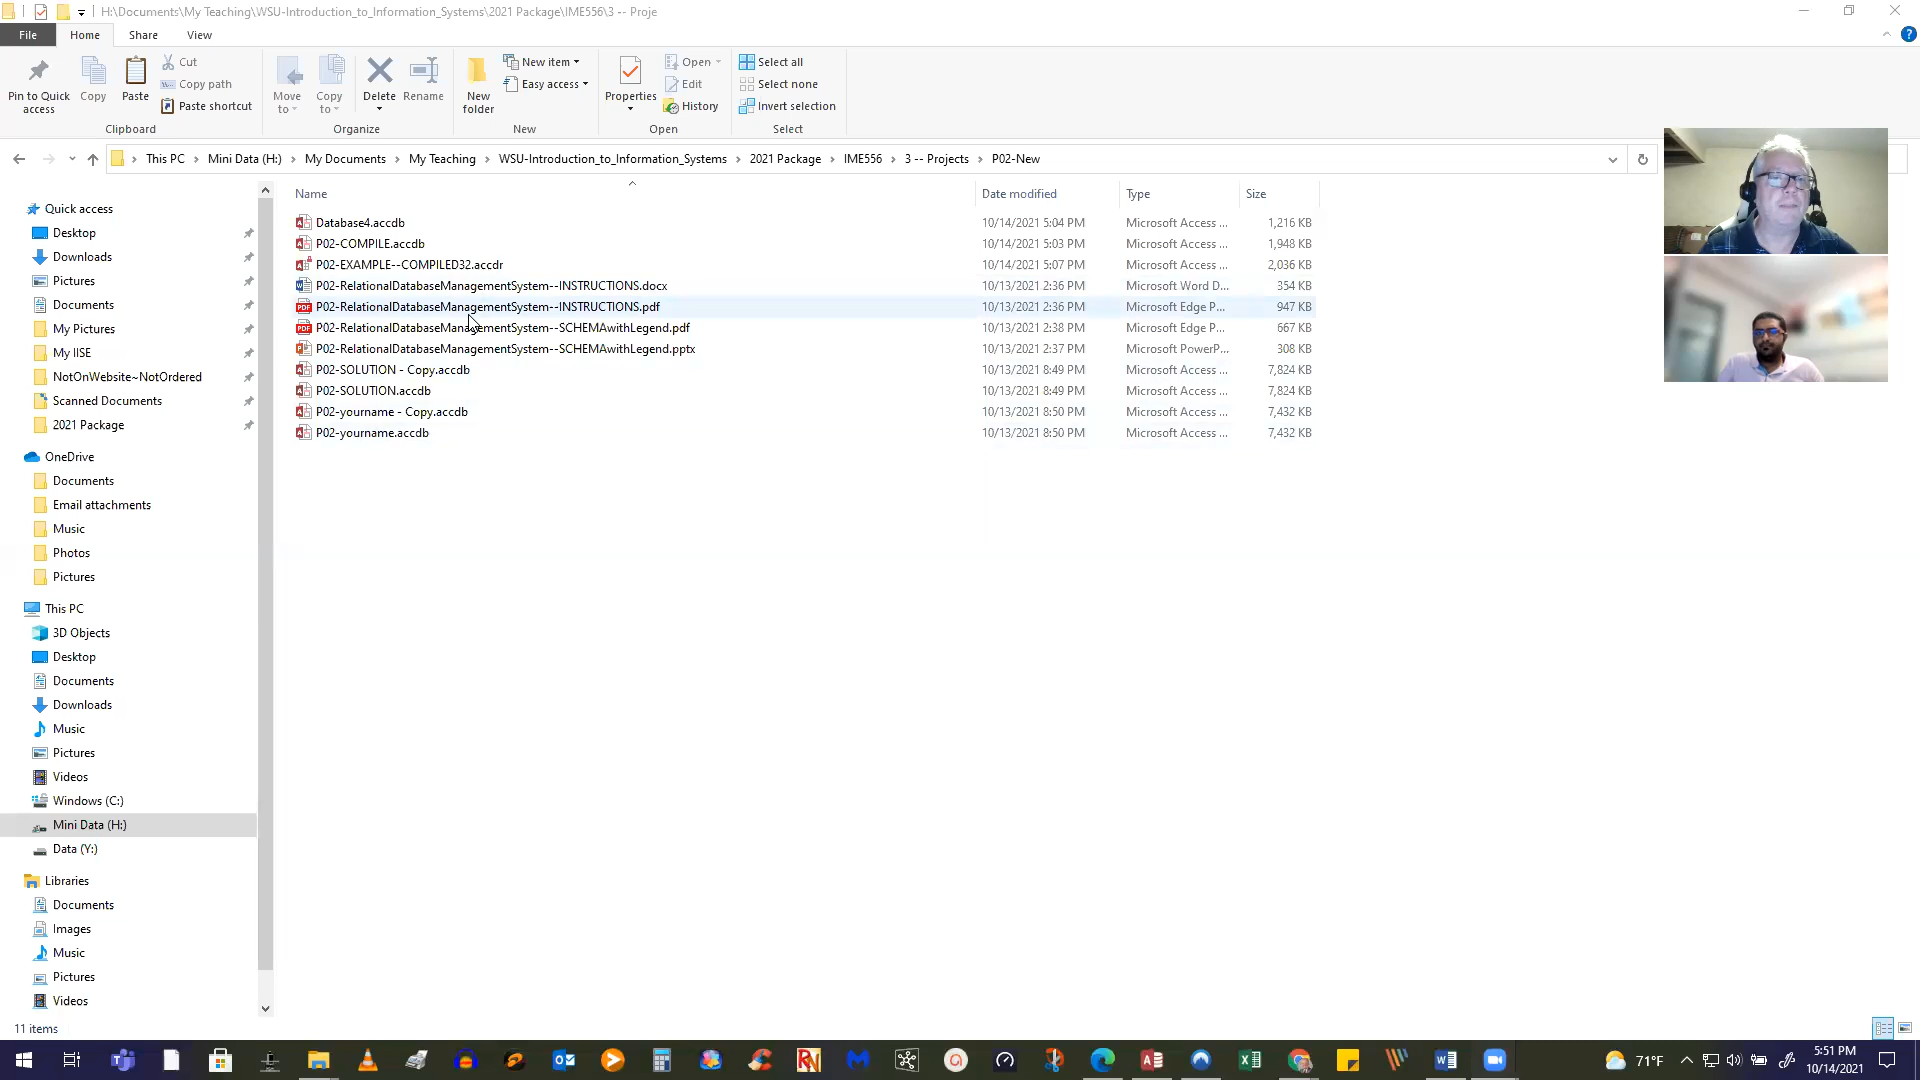 H:\Documents\My Teaching\WSU-Introduction_to_Information_Systems\2021 Package\IME556\3 -- Proje
File Home Share View
Pin to Quick access
Copy
Paste
Cut
Copy path
Paste shortcut
Clipboard
Move to
Copy to
Delete
Rename
Organize
New folder
New item
Easy access
New
Properties
Open
Edit
History
Open
Select all
Select none
Invert selection
Select
This PC > Mini Data (H:) > My Documents > My Teaching > WSU-Introduction_to_Information_Systems > 2021 Package > IME556 > 3 -- Projects > P02-New
Name Date modified Type Size
Database4.accdb 10/14/2021 5:04 PM Microsoft Access ... 1,216 KB
P02-COMPILE.accdb 10/14/2021 5:03 PM Microsoft Access ... 1,948 KB
P02-EXAMPLE--COMPILED32.accdr 10/14/2021 5:07 PM Microsoft Access ... 2,036 KB
P02-RelationalDatabaseManagementSystem--INSTRUCTIONS.docx 10/13/2021 2:36 PM Microsoft Word D... 354 KB
P02-RelationalDatabaseManagementSystem--INSTRUCTIONS.pdf 10/13/2021 2:36 PM Microsoft Edge P... 947 KB
P02-RelationalDatabaseManagementSystem--SCHEMAwithLegend.pdf 10/13/2021 2:38 PM Microsoft Edge P... 667 KB
P02-RelationalDatabaseManagementSystem--SCHEMAwithLegend.pptx 10/13/2021 2:37 PM Microsoft PowerP... 308 KB
P02-SOLUTION - Copy.accdb 10/13/2021 8:49 PM Microsoft Access ... 7,824 KB
P02-SOLUTION.accdb 10/13/2021 8:49 PM Microsoft Access ... 7,824 KB
P02-yourname - Copy.accdb 10/13/2021 8:50 PM Microsoft Access ... 7,432 KB
P02-yourname.accdb 10/13/2021 8:50 PM Microsoft Access ... 7,432 KB
Quick access
Desktop
Downloads
Pictures
Documents
My Pictures
My IISE
NotOnWebsite~NotOrdered
Scanned Documents
2021 Package
OneDrive
Documents
Email attachments
Music
Photos
Pictures
This PC
3D Objects
Desktop
Documents
Downloads
Music
Pictures
Videos
Windows (C:)
Mini Data (H:)
Data (Y:)
Libraries
Documents
Images
Music
Pictures
Videos
11 items
71°F
5:51 PM
10/14/2021